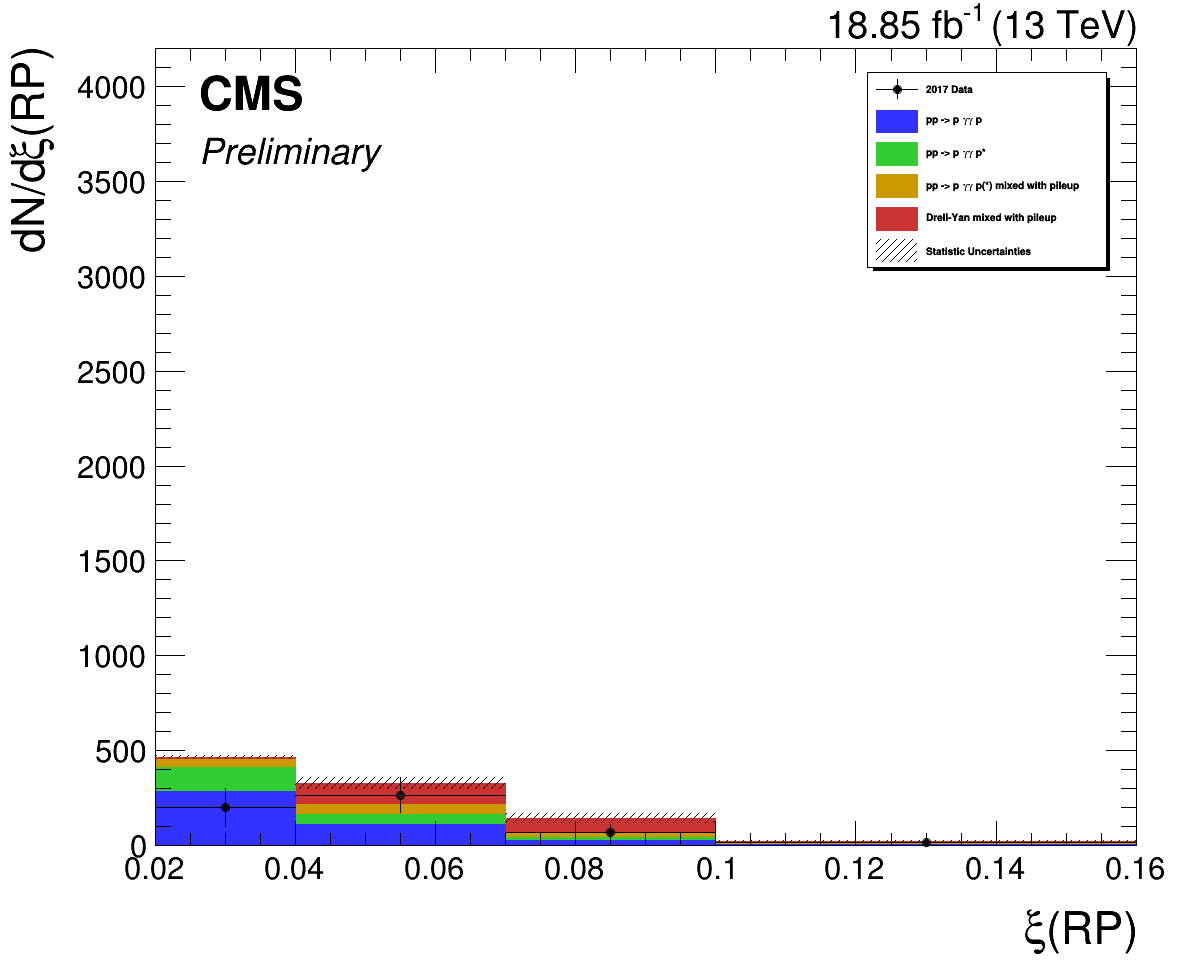 18.85 fb-1 (13 TeV)
dN/dξ(RP)
CMS
Preliminary
2017 Data
pp -> p γγ p
pp -> p γγ p*
pp -> p γγ p(*) mixed with pileup
Drell-Yan mixed with pileup
Statistic Uncertainties
4000
3500
3000
2500
2000
1500
1000
500
0
0.02 0.04 0.06 0.08 0.1 0.12 0.14 0.16
ξ(RP)